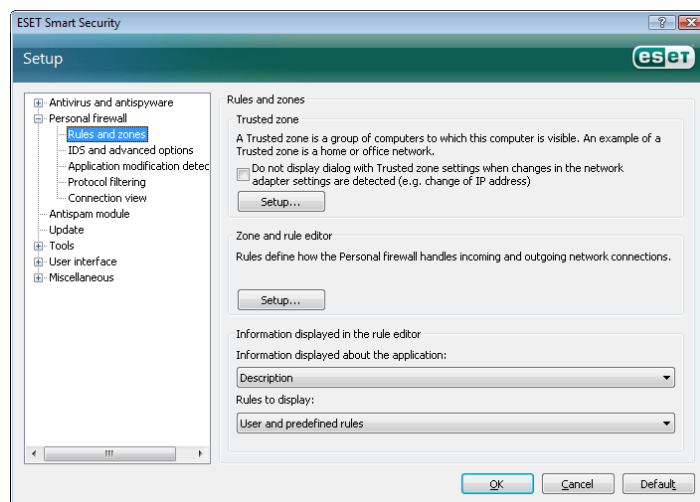 ESET Smart Security
Setup
eseT
Antivirus and antispyware
Personal firewall
Rules and zones
IDS and advanced options
Application modification detec
Protocol filtering
Connection view
Antispam module
Update
Tools
User interface
Miscellaneous
Rules and zones
Trusted zone
A Trusted zone is a group of computers to which this computer is visible. An example of a
Trusted zone is a home or office network.
Do not display dialog with Trusted zone settings when changes in the network
adapter settings are detected (e.g. change of IP address)
Setup...
Zone and rule editor
Rules define how the Personal firewall handles incoming and outgoing network connections.
Setup...
Information displayed in the rule editor
Information displayed about the application:
Description
Rules to display:
User and predefined rules
OK
Cancel
Default